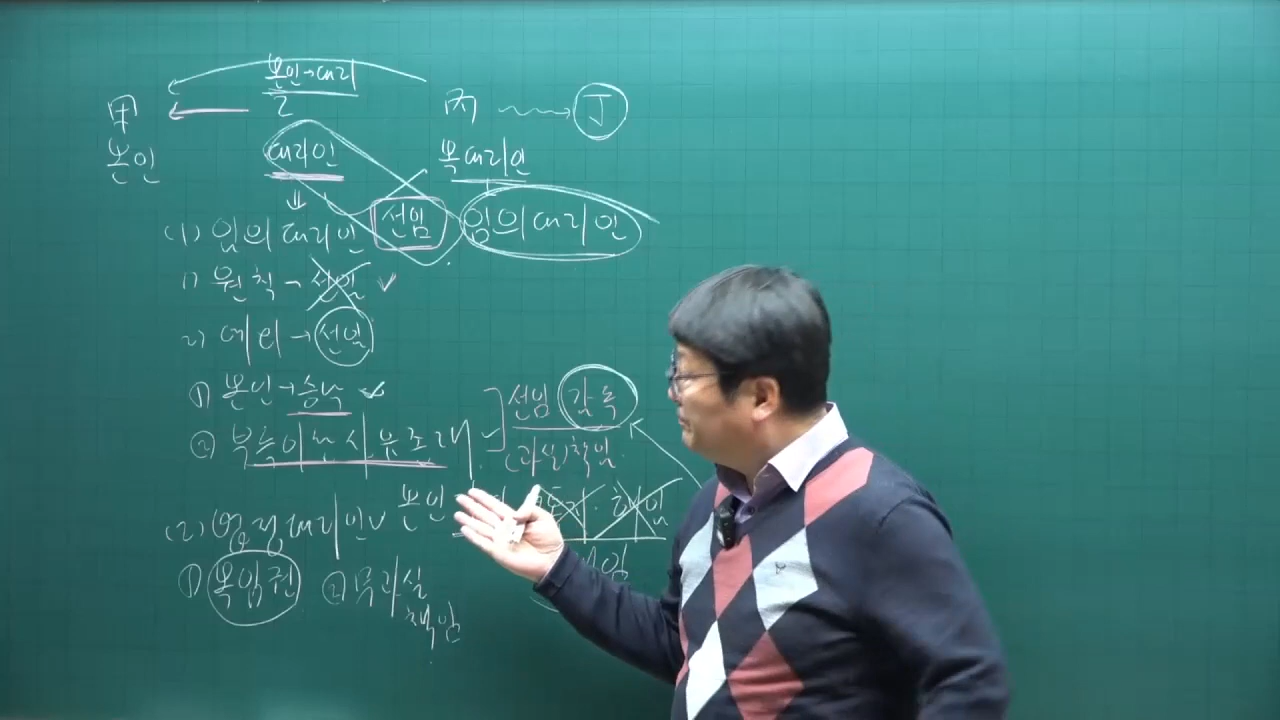 본인→대리
甲 乙 丙 J
본인 대리인 복대리인
(1) 임의대리인 선임 임의대리인
1) 원칙 - 선임
2) 예외 → 선임
① 본인 → 승낙
② 부득이한 사유 초래
선임 감독
(과실)책임
(2) 법정대리인 본인
① 복임권 ② 무과실
책임